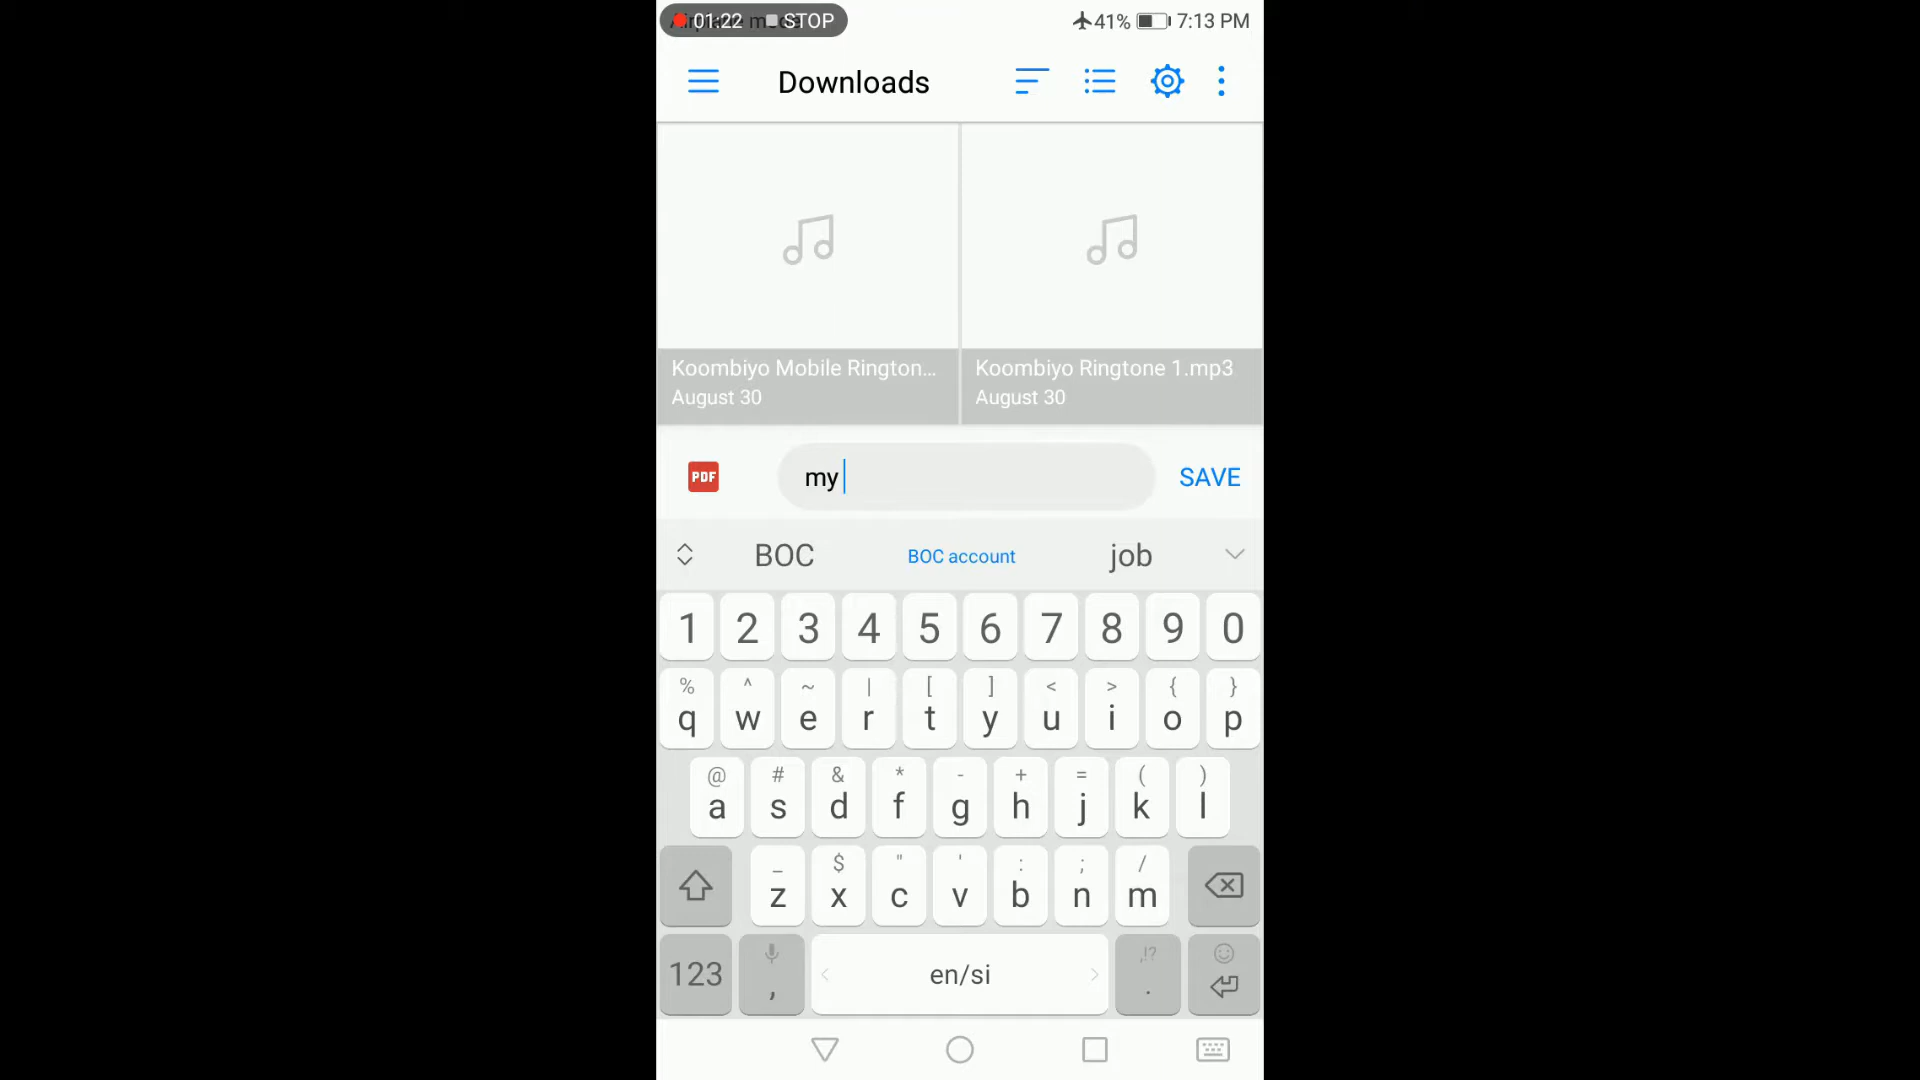 01:22 STOP
41% 7:13 PM
Downloads
Koombiyo Mobile Rington...
August 30
Koombiyo Ringtone 1.mp3
August 30
PDF
my
SAVE
BOC
BOC account
job
1 2 3 4 5 6 7 8 9 0
% ^ ~ | [ ] < > { }
q w e r t y u i o p
@ # & * - + = ( )
a s d f g h j k l
_ $ " ' : ; /
z x c v b n m
123
,
en/si
,!?
.